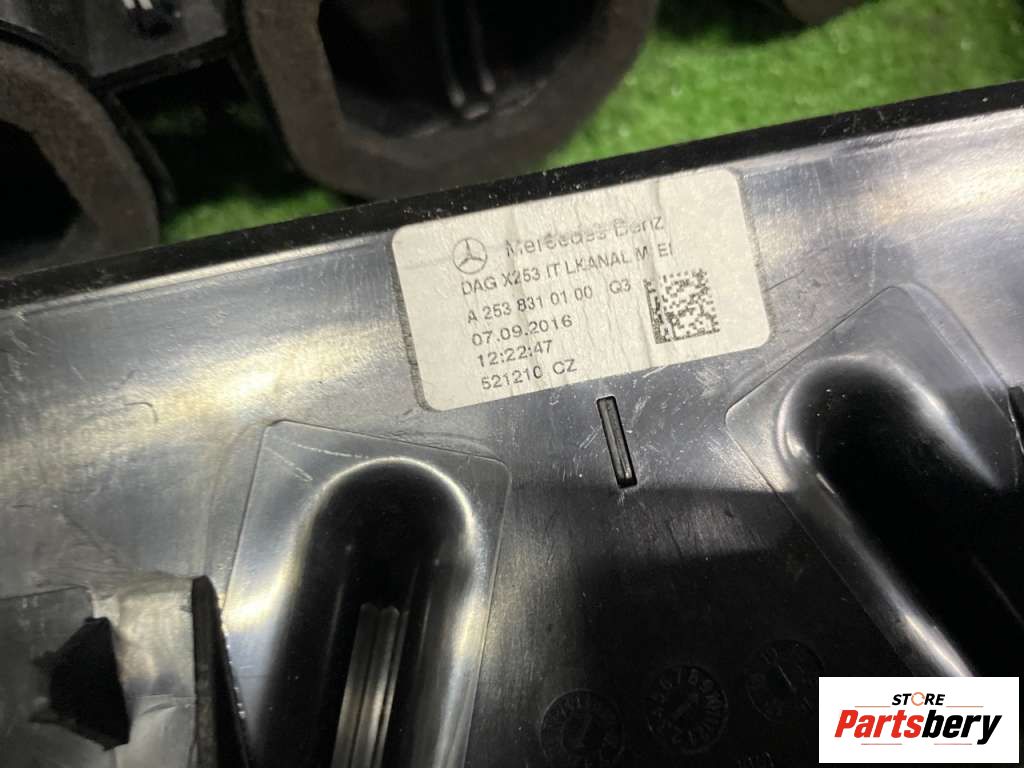 Mercedes-Benz
DAG X253 IT LKANAL M EI
A 253 831 01 00 Q3
07.09.2016
12:22:47
521210 CZ
STORE
Partsbery